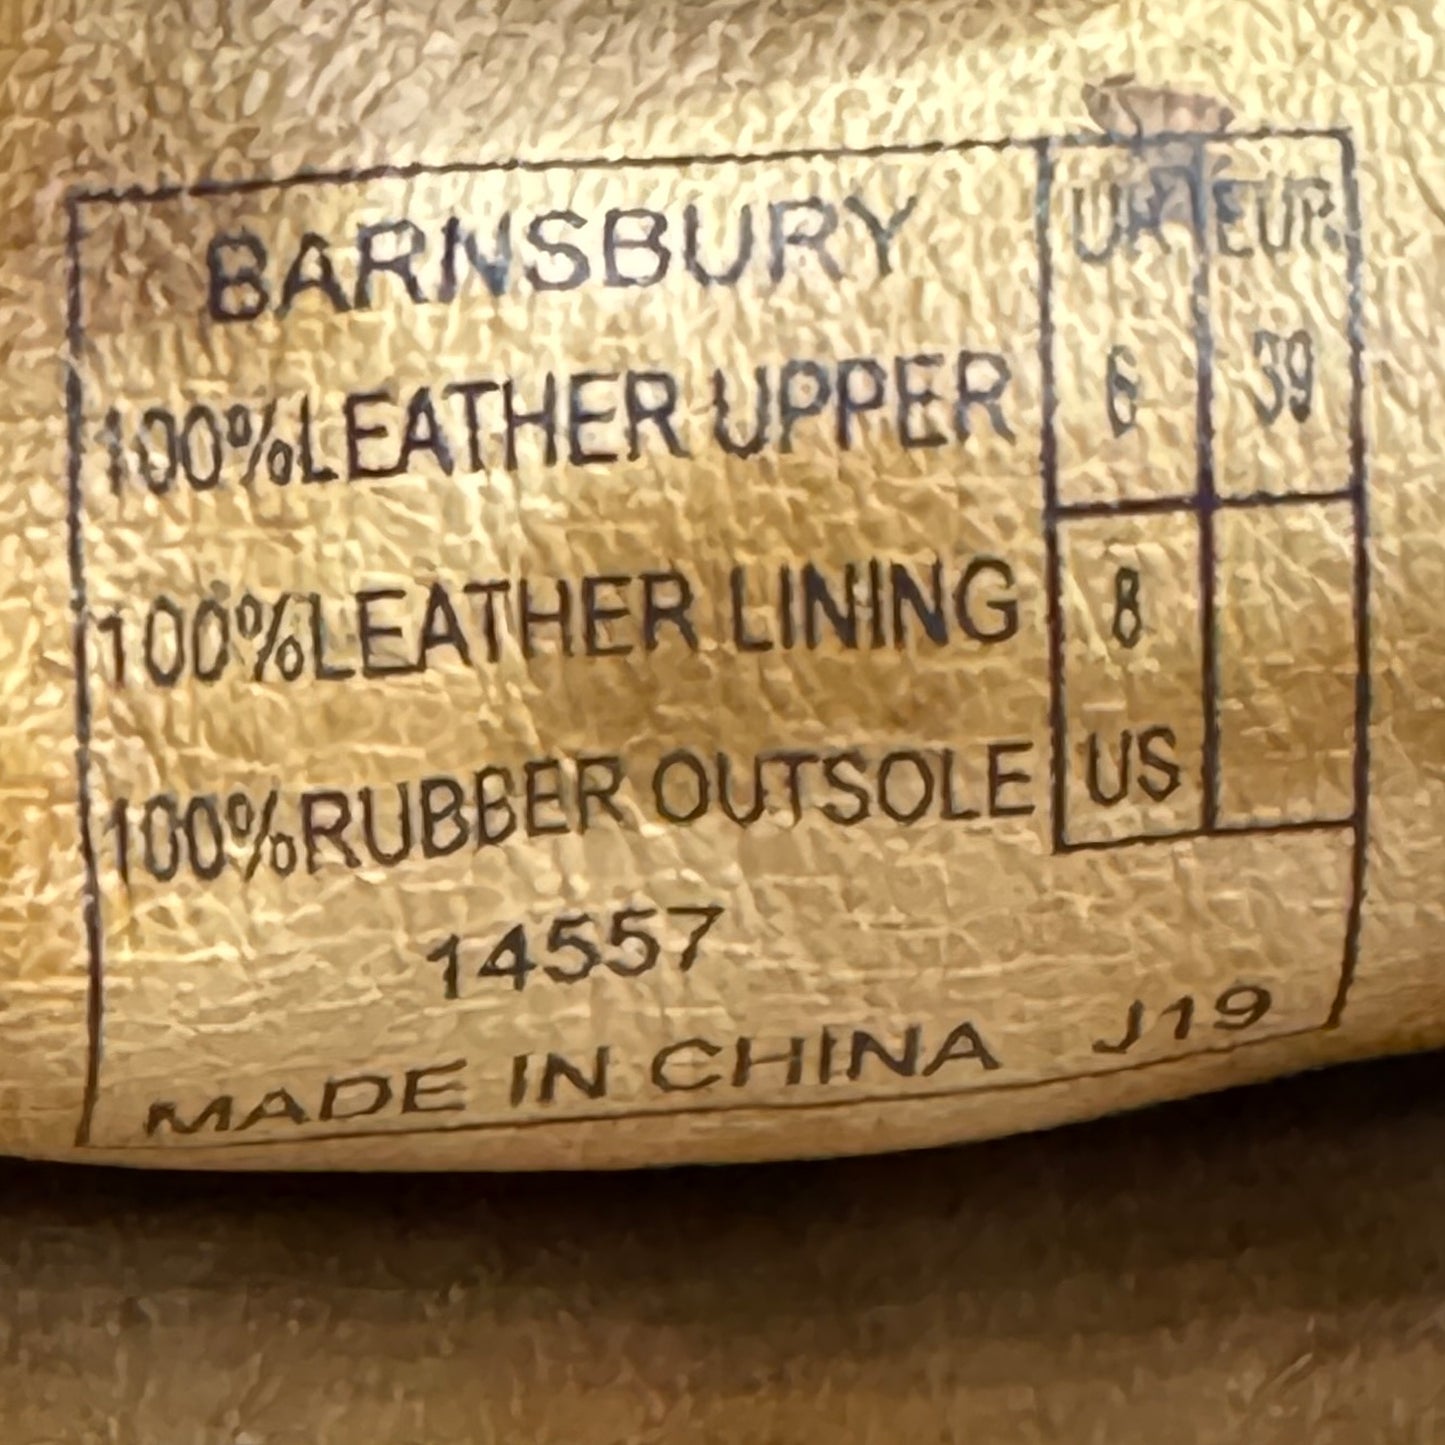 BARNSBURY
100%LEATHER UPPER
100%LEATHER LINING
100%RUBBER OUTSOLE
14557
MADE IN CHINA J19
UK EUR
6 39
8
US